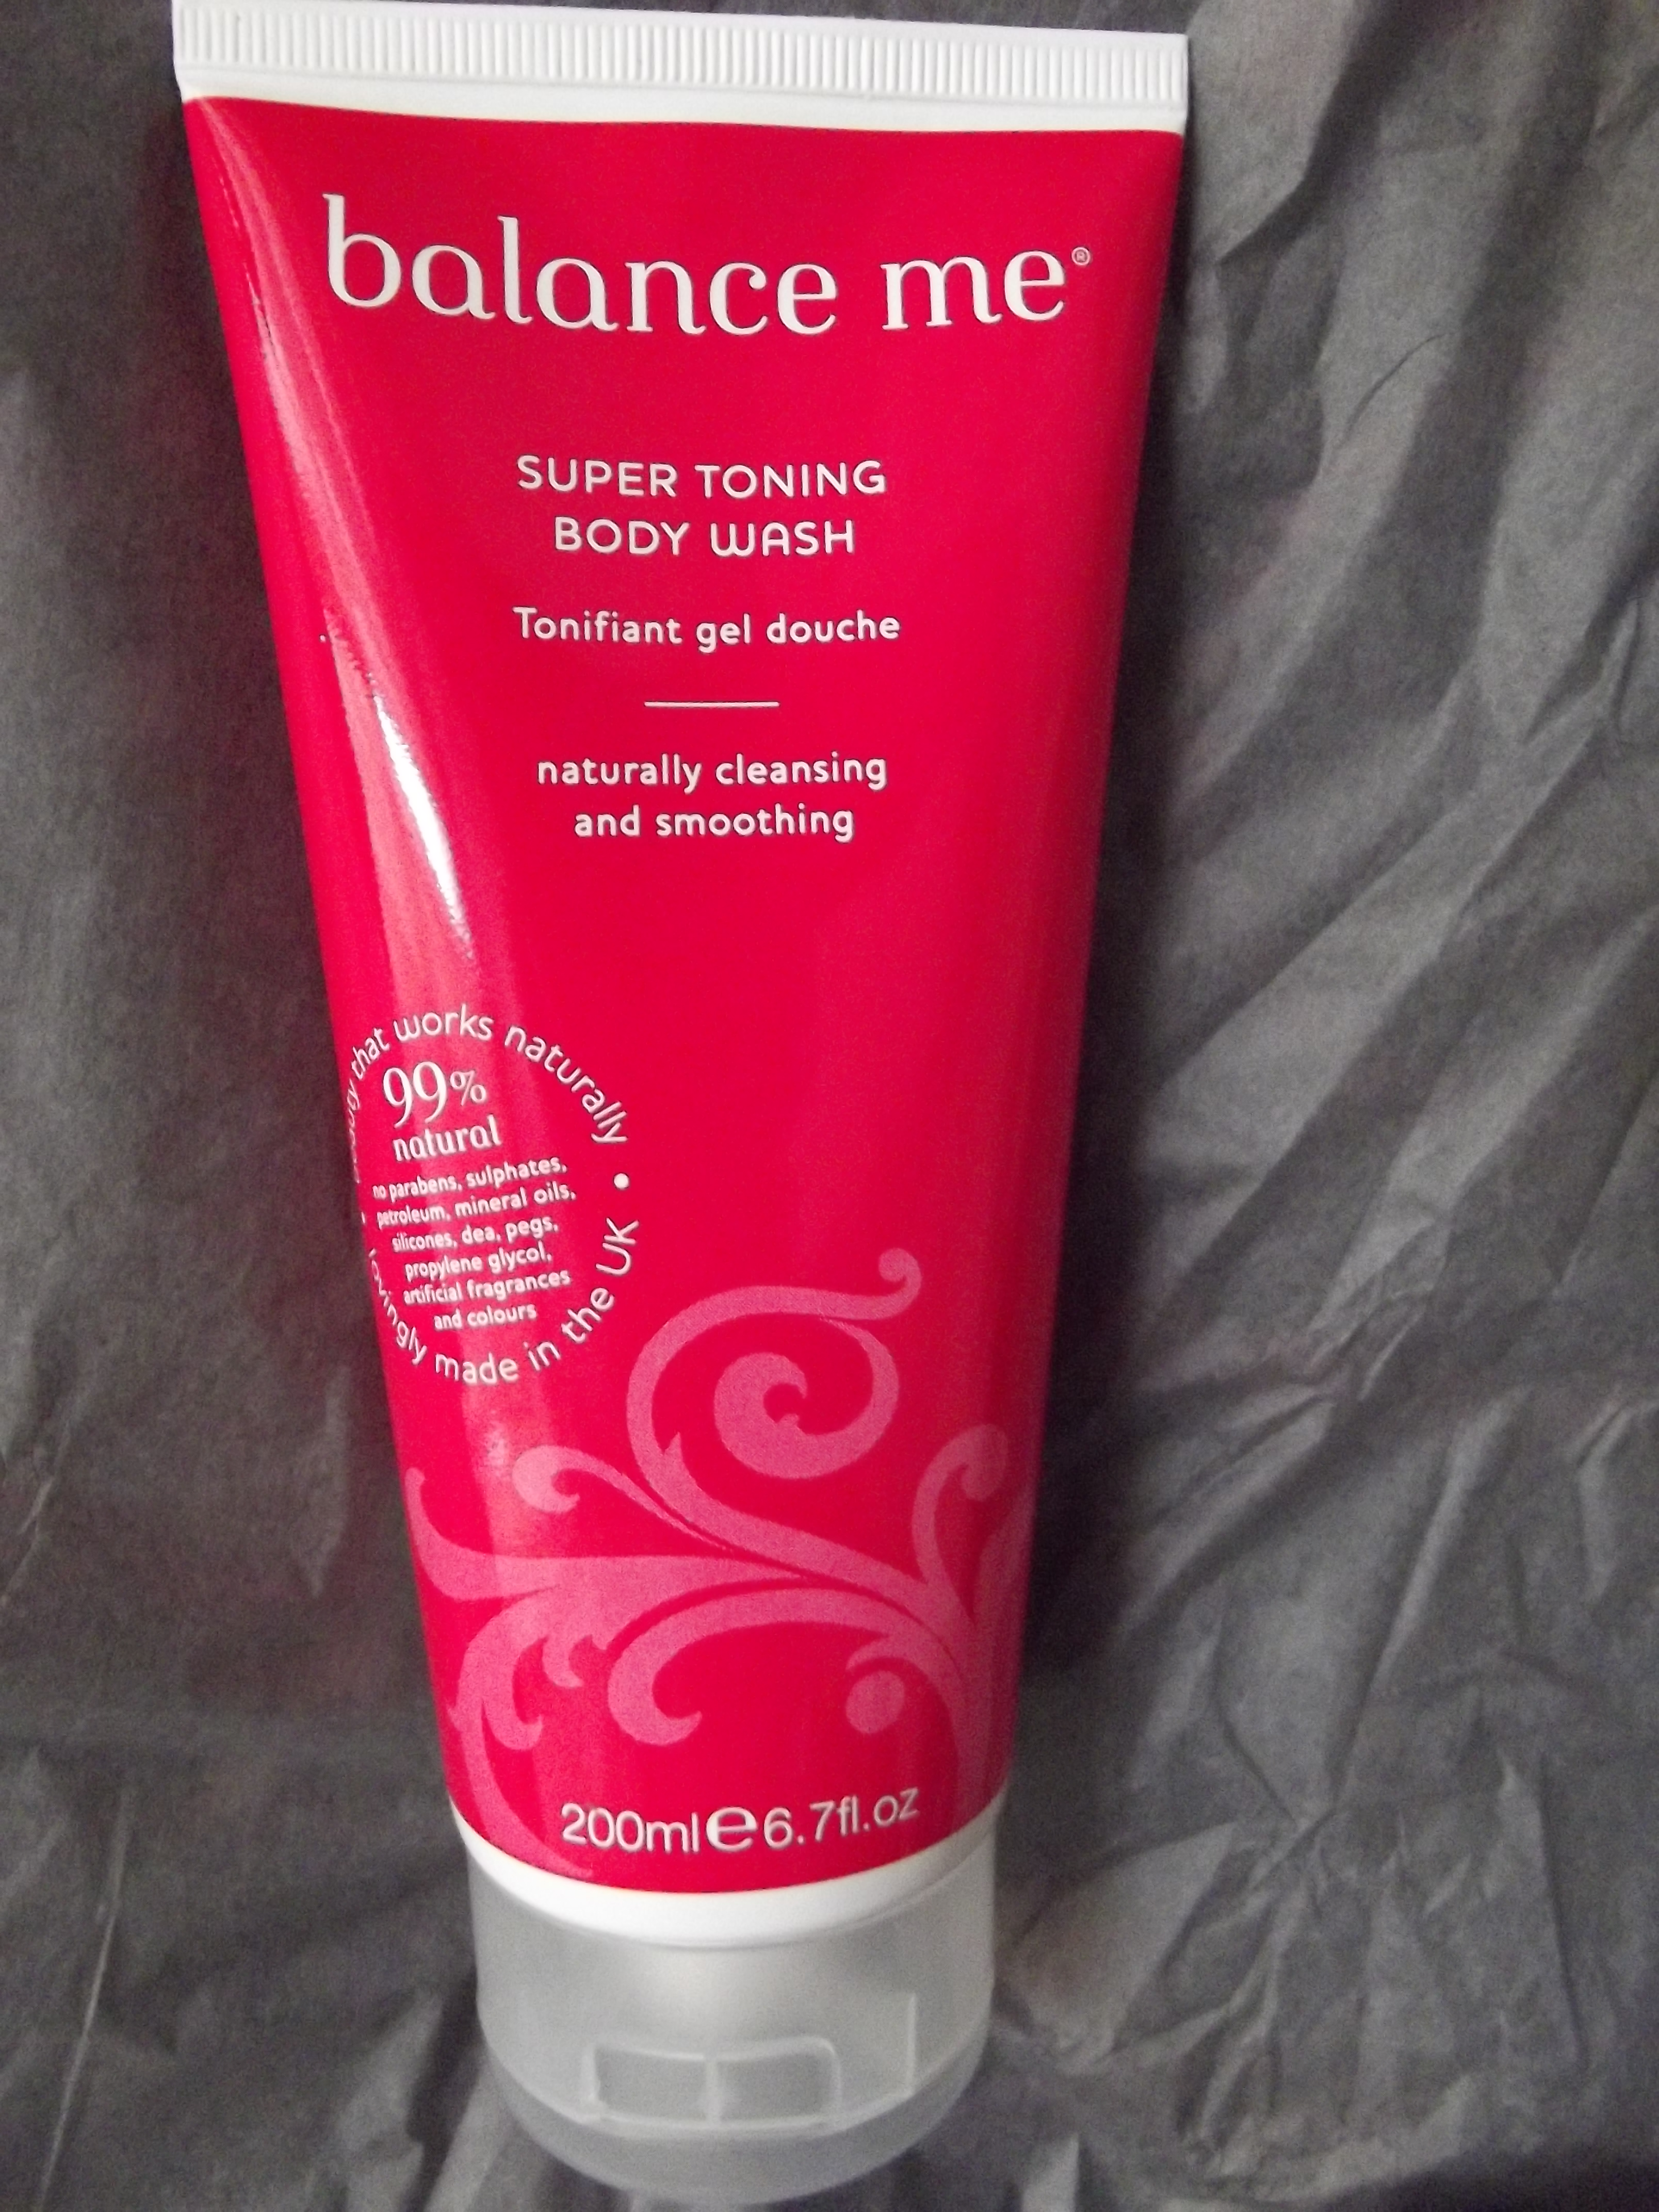 balance me®
SUPER TONING
BODY WASH
Tonifiant gel douche
naturally cleansing
and smoothing
that works naturally
99%
natural
no parabens, sulphates,
petroleum, mineral oils,
silicones, dea, pegs,
propylene glycol,
artificial fragrances
and colours
lovingly made in the UK
200ml e 6.7fl.oz